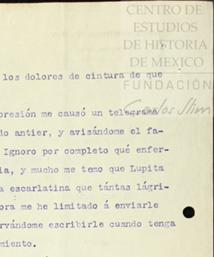 CENTRO DE
ESTUDIOS
DE HISTORIA
DE MEXICO
FUNDACIÓN
Carlos Slim
los dolores de cintura de que
presión me causó un telegrama
do antier, y avisándome el fa-
Ignoro por completo qué enfer-
ia, y mucho me temo que Lupita
a escarlatina que tántas lágri-
ora me he limitado á enviarle
rvándome escribirle cuando tenga
miento.